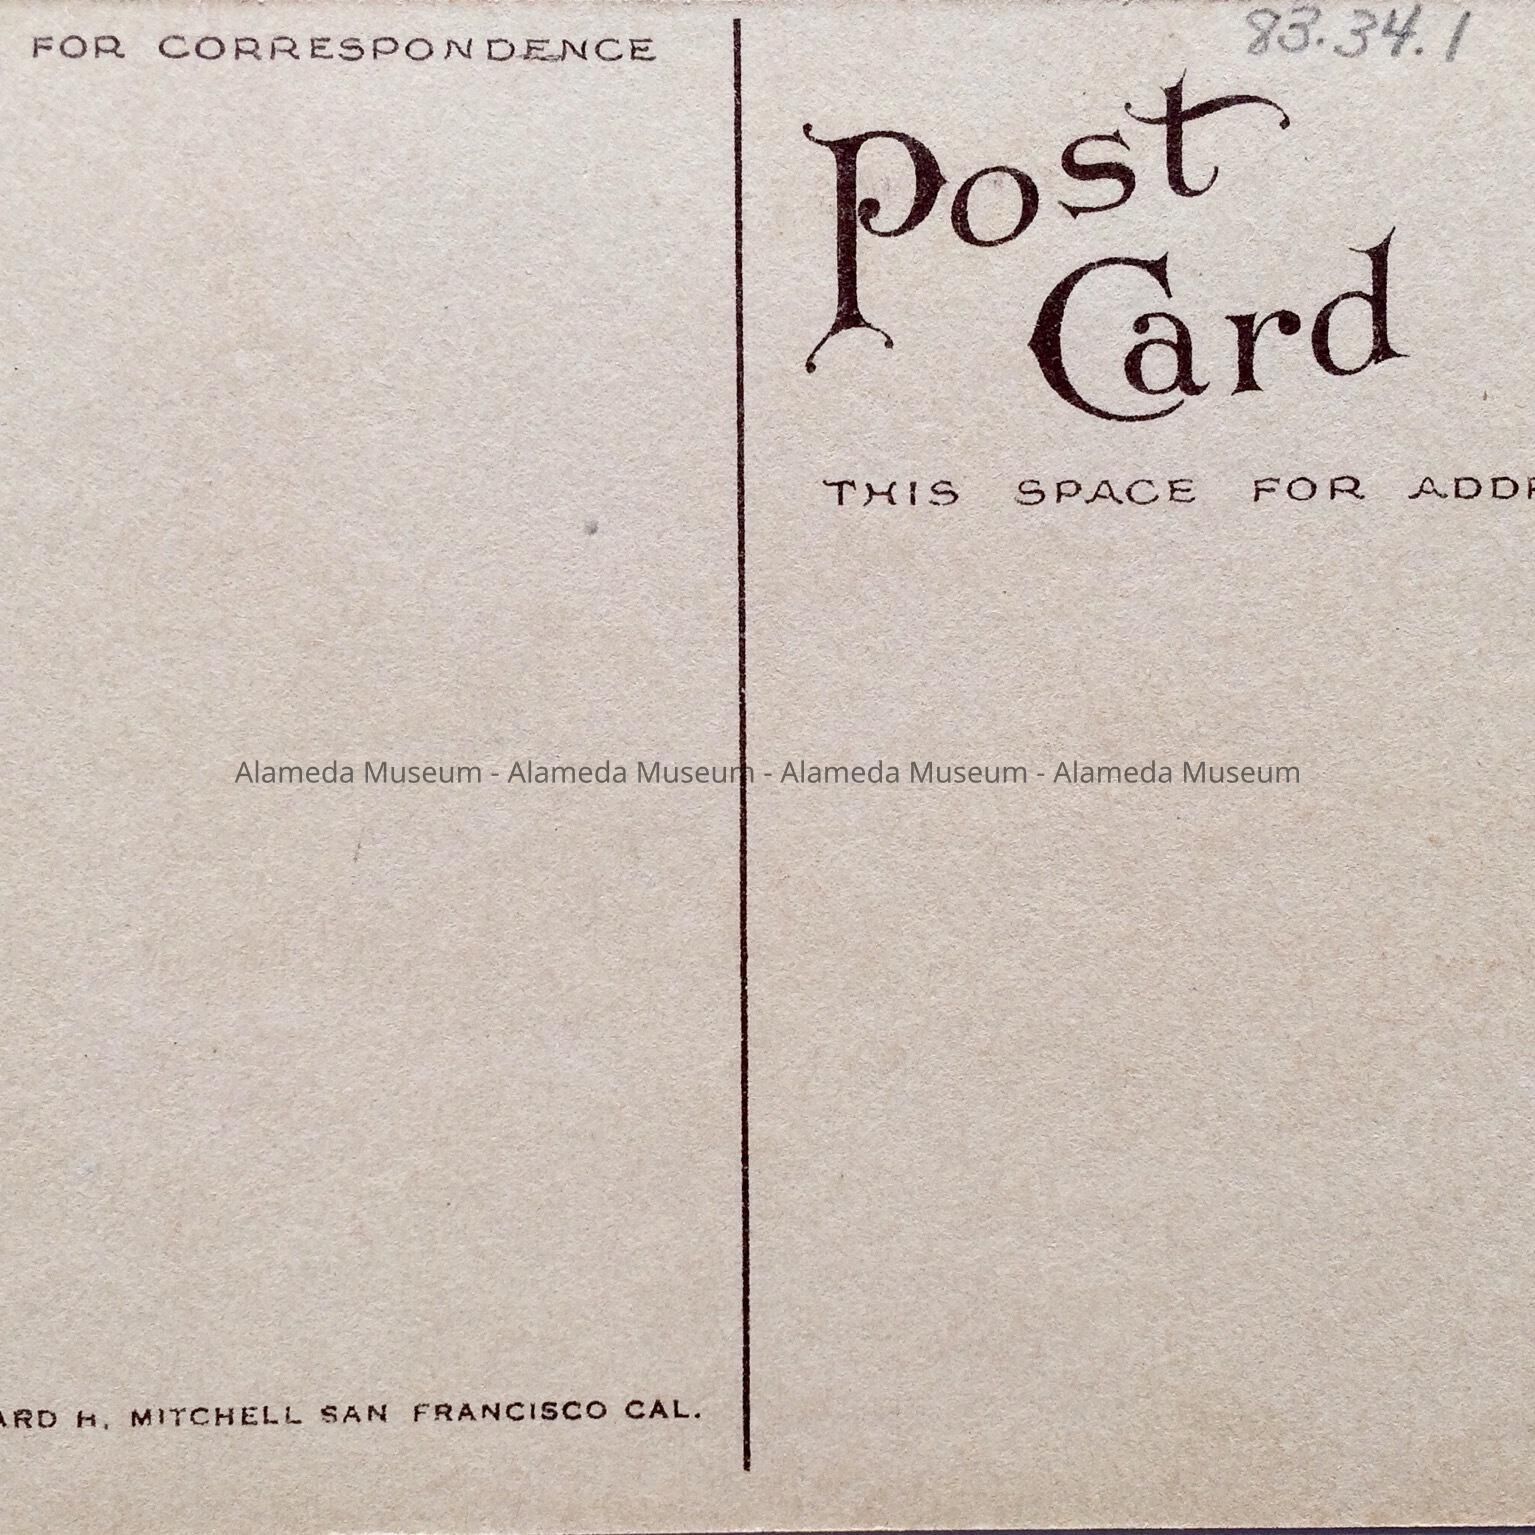 FOR CORRESPONDENCE
83.34.1
Post
Card
THIS SPACE FOR ADDR
Alameda Museum - Alameda Museum - Alameda Museum - Alameda Museum
ARD H. MITCHELL SAN FRANCISCO CAL.